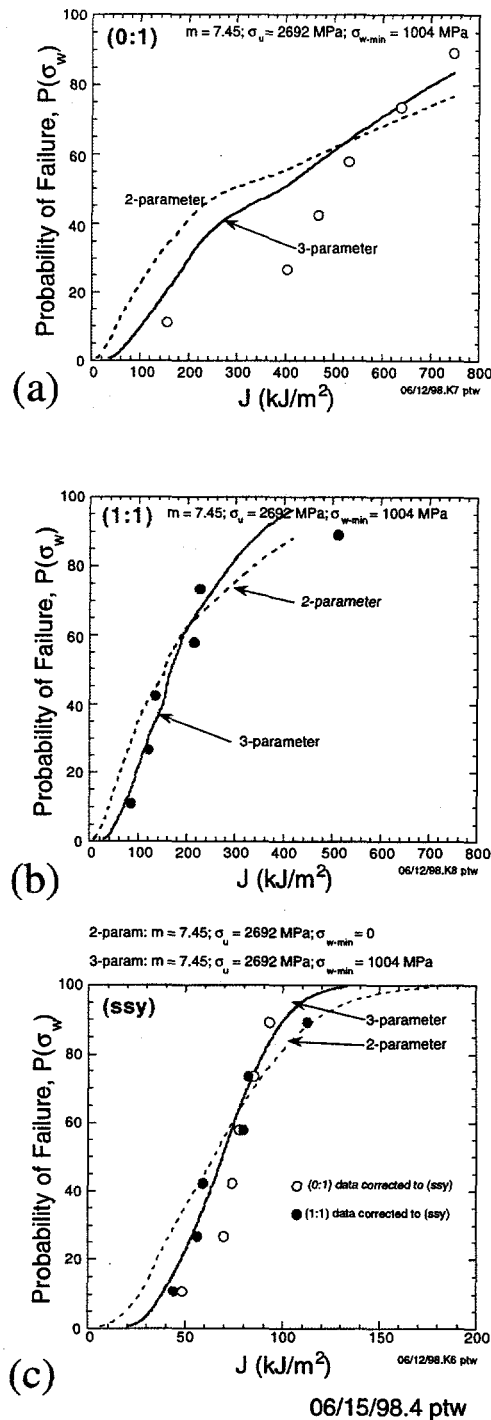 (0:1) m = 7.45; σu = 2692 MPa; σw-min = 1004 MPa
100
80
60
40
20
0
Probability of Failure, P(σw)
2-parameter
3-parameter
0 100 200 300 400 500 600 700 800
J (kJ/m²)
06/12/98.K7 ptw
(a)
(1:1) m = 7.45; σu = 2692 MPa; σw-min = 1004 MPa
100
80
60
40
20
0
Probability of Failure, P(σw)
2-parameter
3-parameter
0 100 200 300 400 500 600 700 800
J (kJ/m²)
06/12/98.K8 ptw
(b)
2-param: m = 7.45; σu = 2692 MPa; σw-min = 0
3-param: m = 7.45; σu = 2692 MPa; σw-min = 1004 MPa
(ssy)
100
80
60
40
20
0
Probability of Failure, P(σw)
3-parameter
2-parameter
(0:1) data corrected to (ssy)
(1:1) data corrected to (ssy)
0 50 100 150 200
J (kJ/m²)
06/12/98.K6 ptw
(c)
06/15/98.4 ptw